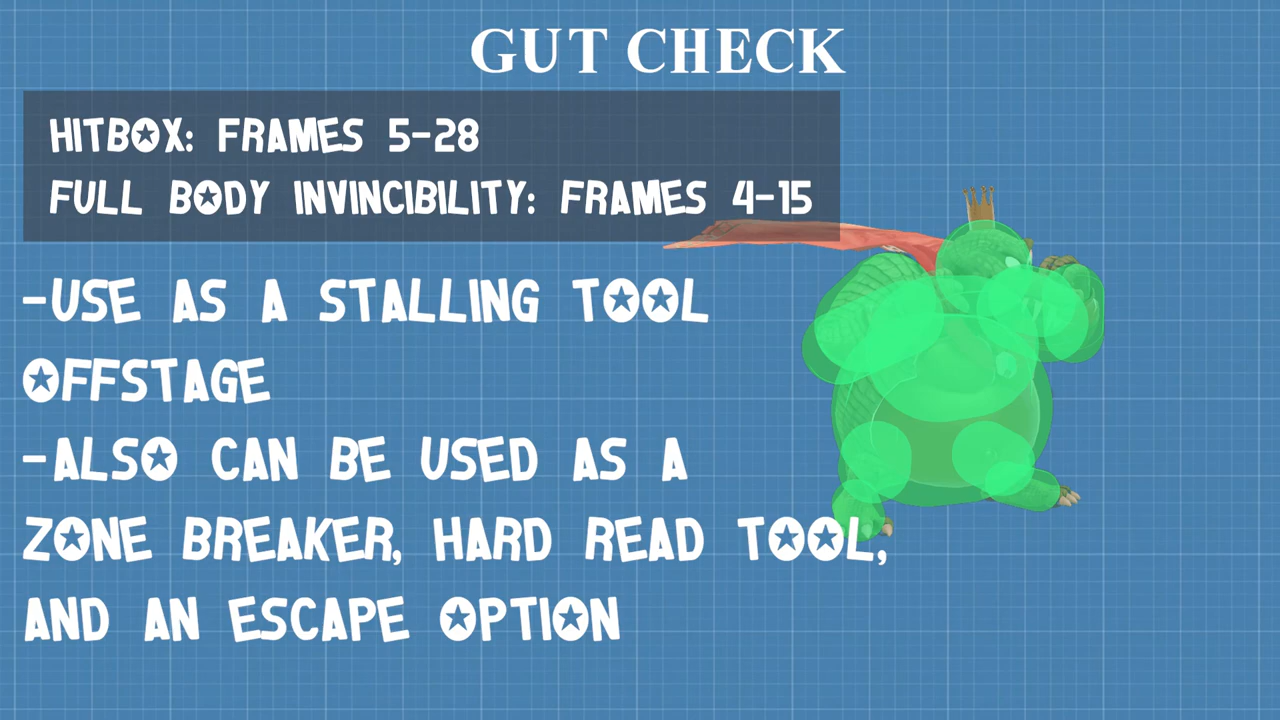 GUT CHECK
HITBOX: FRAMES 5-28
FULL BODY INVINCIBILITY: FRAMES 4-15
-USE AS A STALLING TOOL
OFFSTAGE
-ALSO CAN BE USED AS A
ZONE BREAKER, HARD READ TOOL,
AND AN ESCAPE OPTION